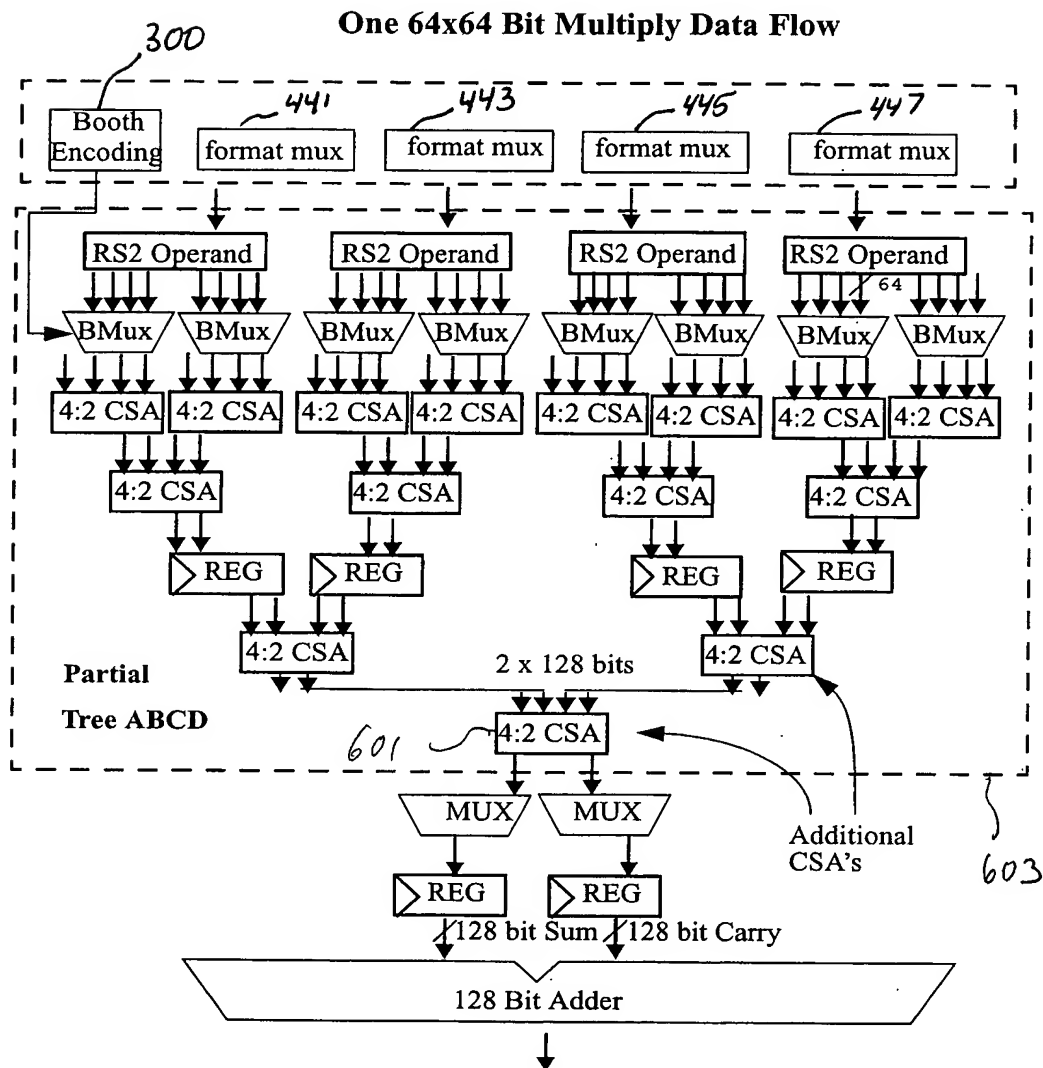 One 64x64 Bit Multiply Data Flow
300
441
443
445
447
Booth
Encoding
format mux
format mux
format mux
format mux
RS2 Operand
RS2 Operand
RS2 Operand
RS2 Operand
64
BMux
BMux
BMux
BMux
BMux
BMux
BMux
BMux
4:2 CSA
4:2 CSA
4:2 CSA
4:2 CSA
4:2 CSA
4:2 CSA
4:2 CSA
4:2 CSA
4:2 CSA
4:2 CSA
4:2 CSA
4:2 CSA
REG
REG
REG
REG
4:2 CSA
4:2 CSA
Partial
Tree ABCD
2 x 128 bits
601
4:2 CSA
MUX
MUX
Additional
CSA's
603
REG
REG
128 bit Sum
128 bit Carry
128 Bit Adder